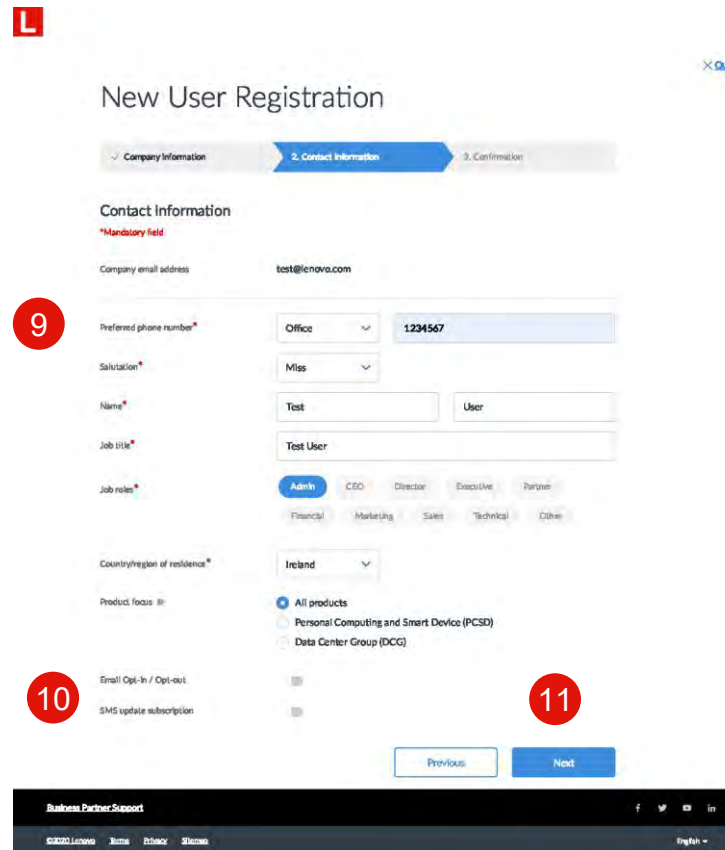 L
New User Registration
Company Information
2. Contact Information
3. Confirmation
Contact Information
*Mandatory field
Company email address test@lenovo.com
9
Preferred phone number* Office 1234567
Salutation* Miss
Name* Test User
Job title* Test User
Job roles* Admin CEO Director Executive Partner
Financial Marketing Sales Technical Other
Country/region of residence* Ireland
Product focus All products
Personal Computing and Smart Device (PCSD)
Data Center Group (DCG)
10
Email Opt-In / Opt-out
11
SMS update subscription
Previous Next
Business Partner Support
©2020 Lenovo Terms Privacy Sitemap English